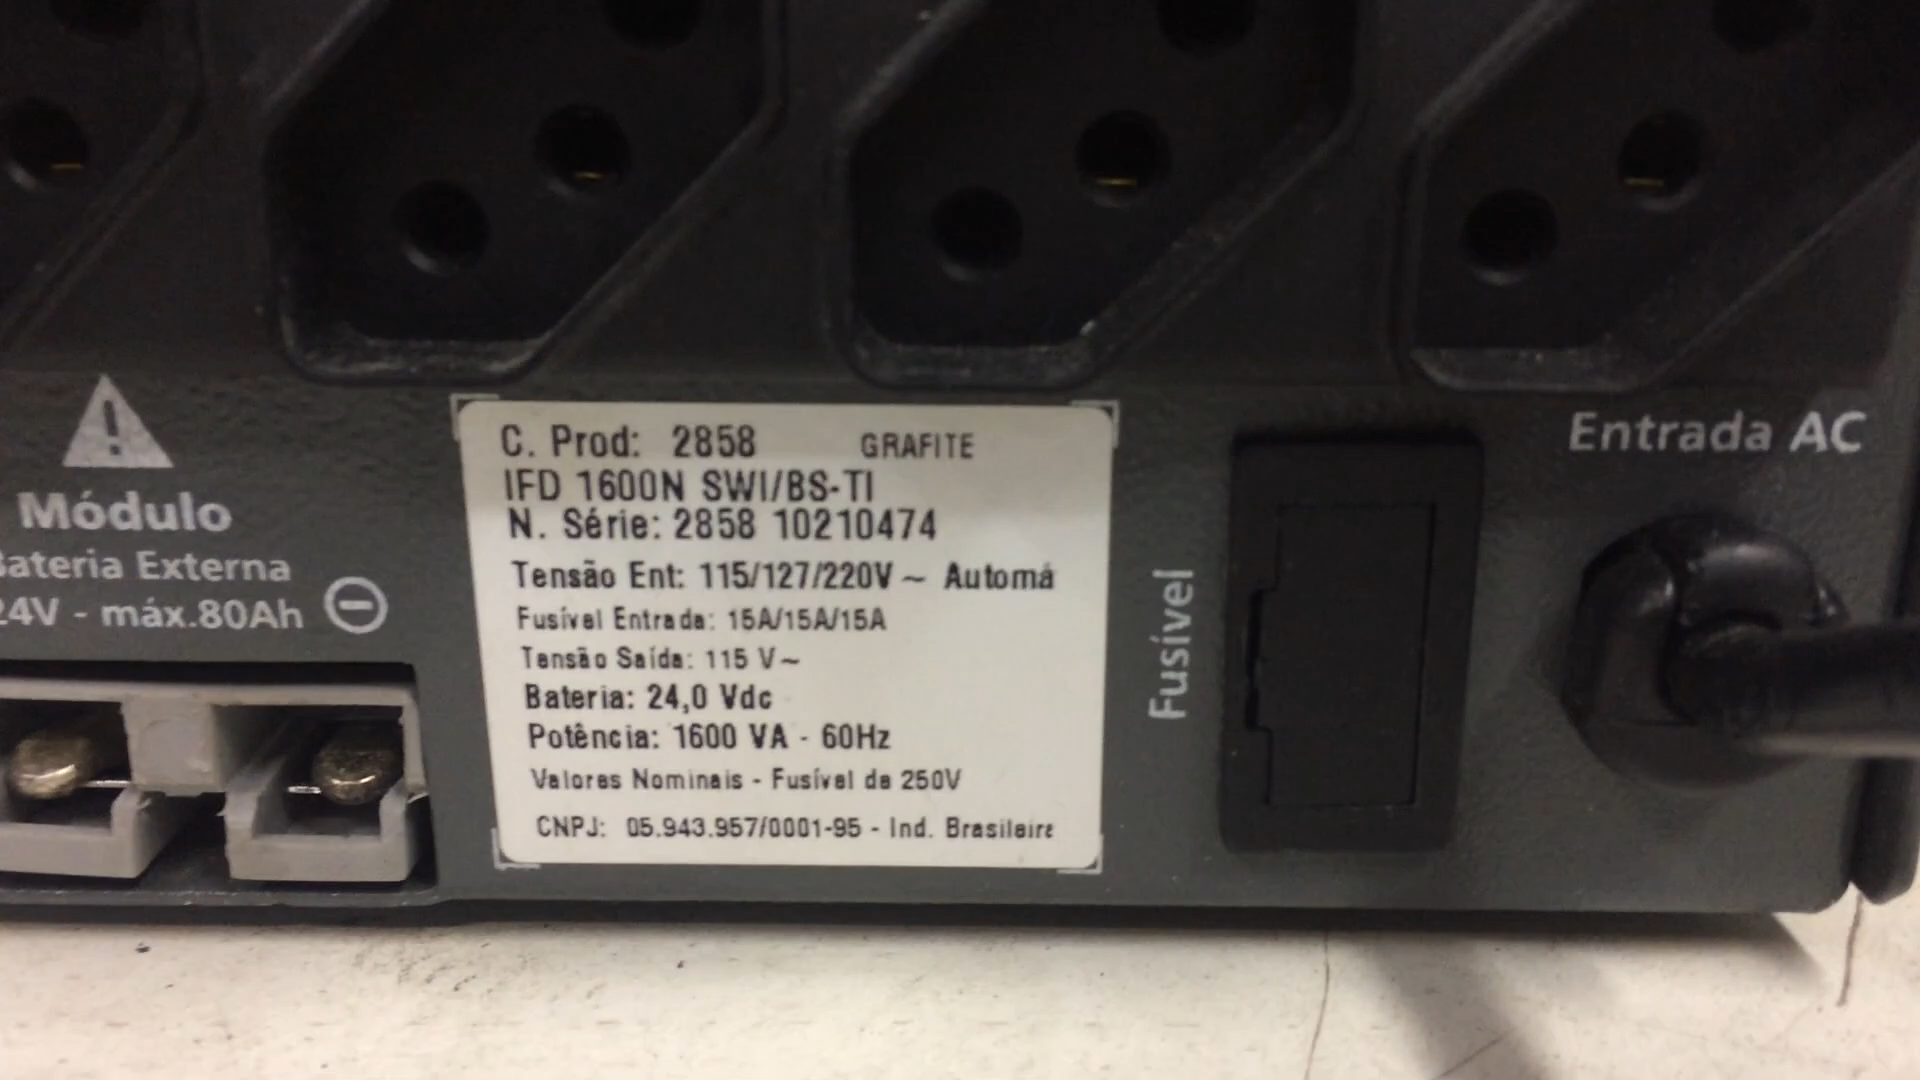 Módulo
Bateria Externa
24V - máx.80Ah
C. Prod: 2858 GRAFITE
IFD 1600N SWI/BS-TI
N. Série: 2858 10210474
Tensão Ent: 115/127/220V ~ Automá
Fusível Entrada: 15A/15A/15A
Tensão Saída: 115 V~
Bateria: 24,0 Vdc
Potência: 1600 VA - 60Hz
Valores Nominais - Fusível de 250V
CNPJ: 05.943.957/0001-95 - Ind. Brasileira
Fusível
Entrada AC